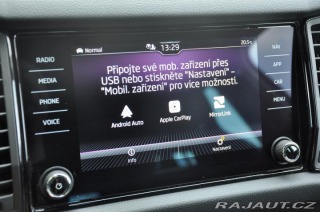 Normal
13:29
20.5
RADIO
MEDIA
PHONE
VOICE
Připojte své mob. zařízení přes
USB nebo stiskněte "Nastavení" –
"Mobil. zařízení" pro více možností.
Android Auto
Apple CarPlay
MirrorLink
Info
Nastavení
NAV
APP
CAR
MENU
RAJAUT.CZ